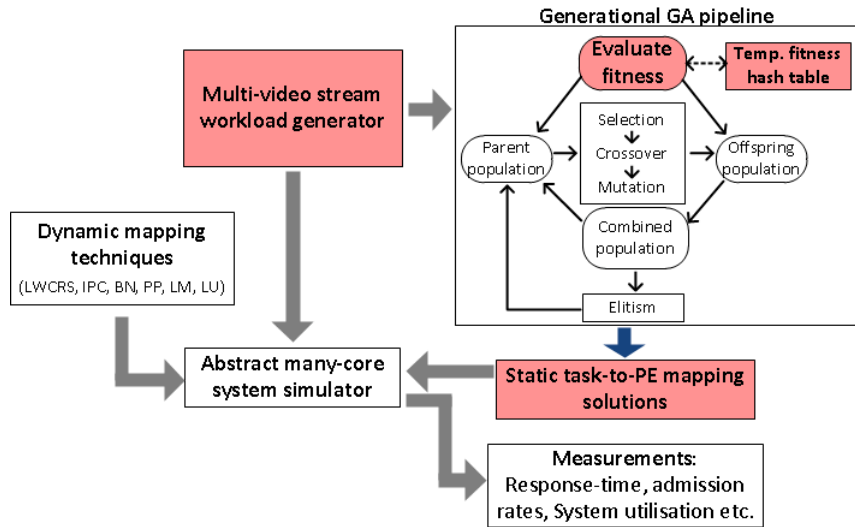 Generational GA pipeline
Evaluate
fitness
Temp. fitness
hash table
Multi-video stream
workload generator
Selection
Crossover
Mutation
Parent
population
Offspring
population
Combined
population
Elitism
Dynamic mapping
techniques
(LWCRS, IPC, BN, PP, LM, LU)
Abstract many-core
system simulator
Static task-to-PE mapping
solutions
Measurements:
Response-time, admission
rates, System utilisation etc.